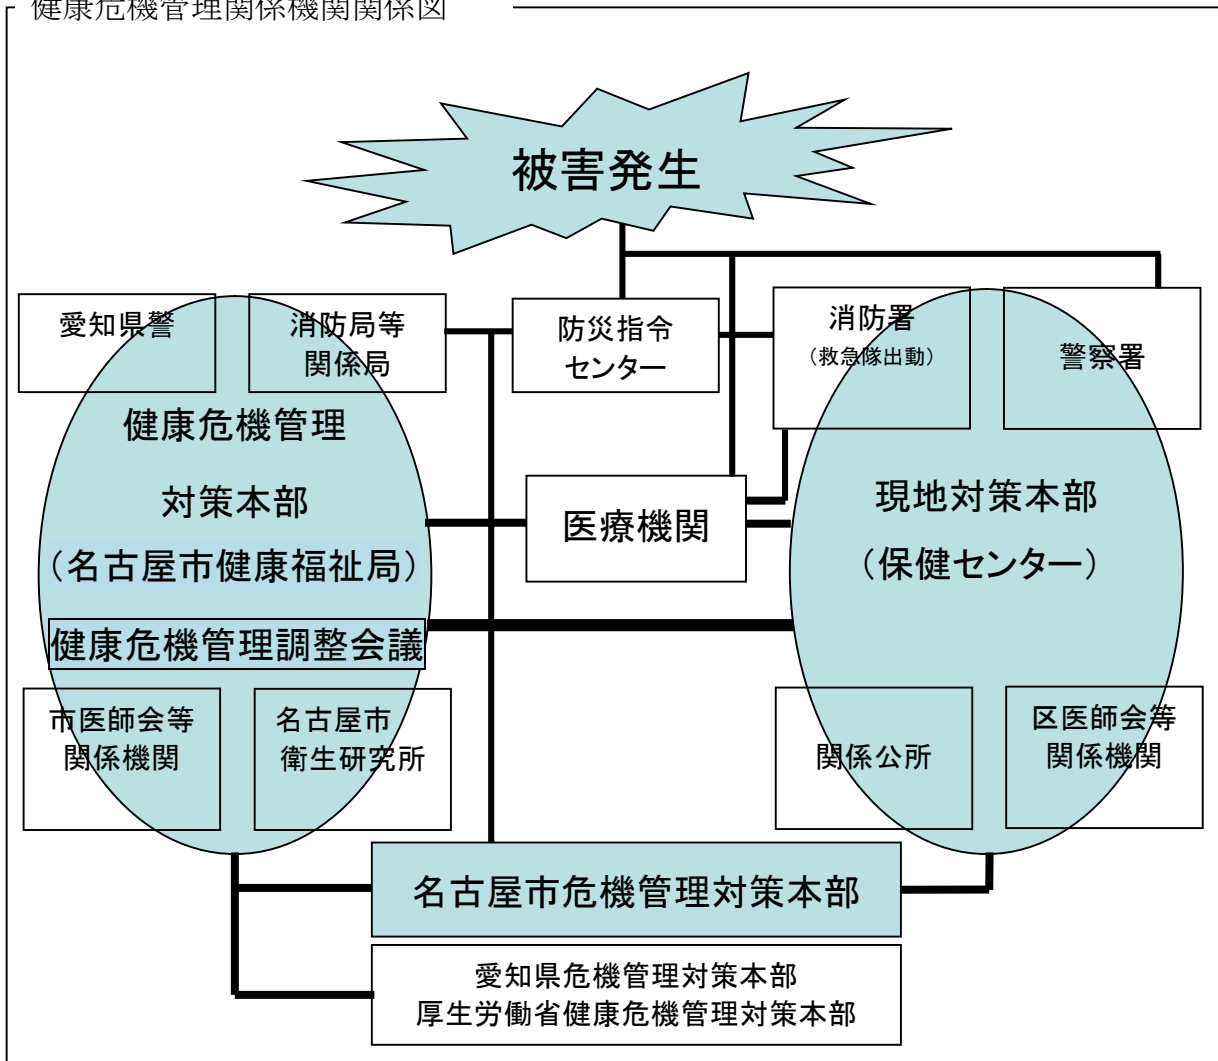 健康危機管理関係機関関係図
被害発生
愛知県警
消防局等
関係局
防災指令
センター
消防署
（救急隊出動）
警察署
健康危機管理
対策本部
（名古屋市健康福祉局）
健康危機管理調整会議
医療機関
現地対策本部
（保健センター）
市医師会等
関係機関
名古屋市
衛生研究所
関係公所
区医師会等
関係機関
名古屋市危機管理対策本部
愛知県危機管理対策本部
厚生労働省健康危機管理対策本部